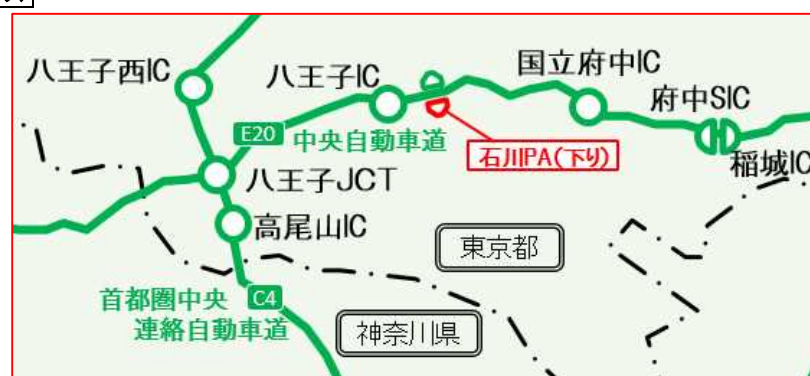 八王子西IC
八王子IC
国立府中IC
府中SIC
E20
中央自動車道
石川PA(下り)
稲城IC
八王子JCT
高尾山IC
東京都
首都圏中央
連絡自動車道
C4
神奈川県